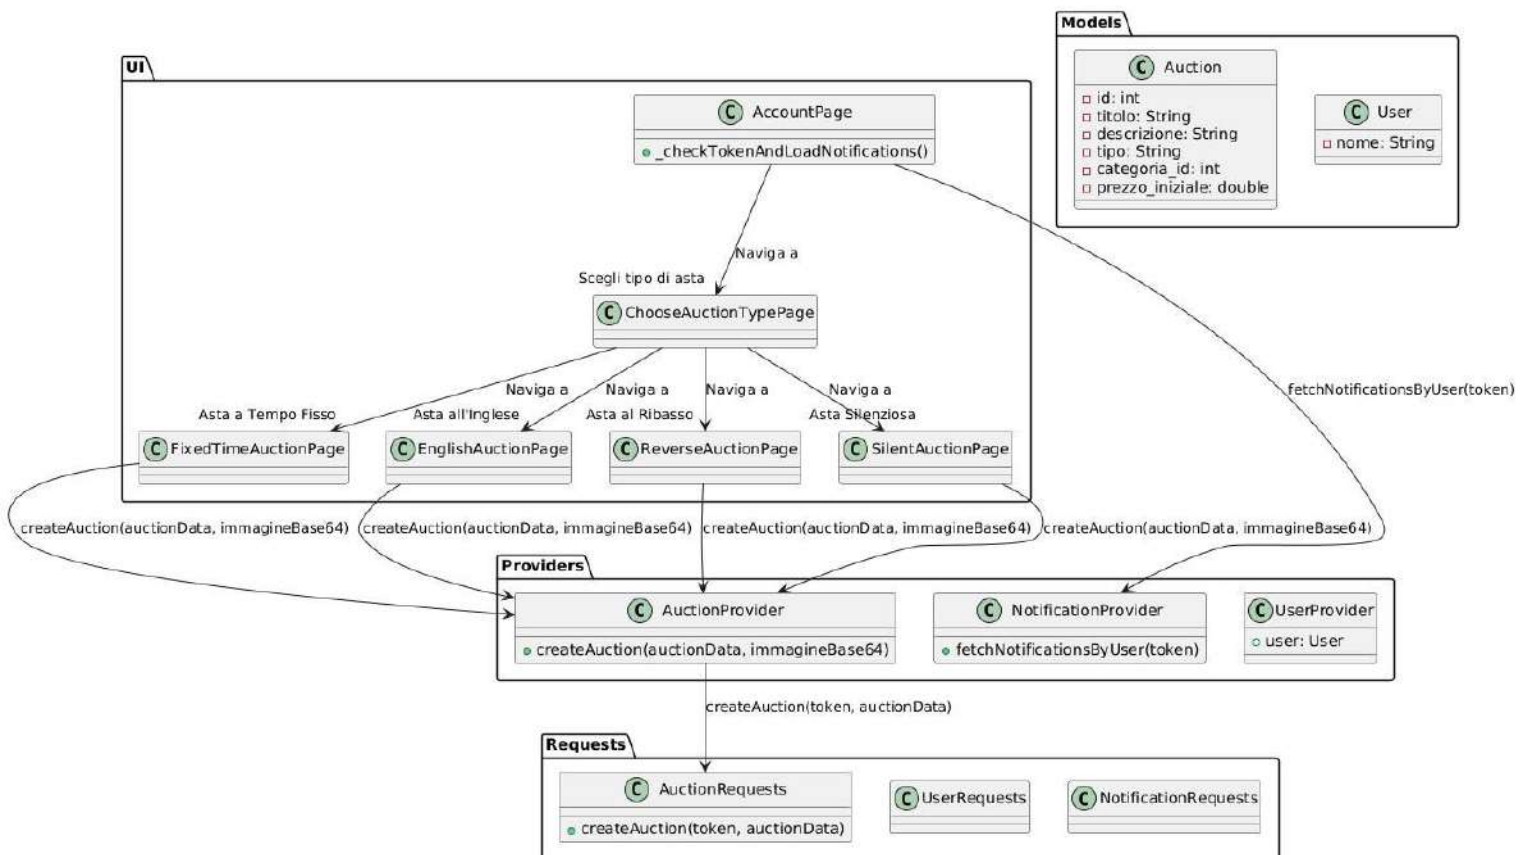 Models
UI
C Auction
id: int
titolo: String
descrizione: String
tipo: String
categoria_id: int
prezzo_iniziale: double
C User
nome: String
C AccountPage
_checkTokenAndLoadNotifications()
Naviga a
Scegli tipo di asta
C ChooseAuctionTypePage
fetchNotificationsByUser(token)
Naviga a
Naviga a
Naviga a
Naviga a
Asta a Tempo Fisso
Asta all'Inglese
Asta al Ribasso
Asta Silenziosa
C FixedTimeAuctionPage
C EnglishAuctionPage
C ReverseAuctionPage
C SilentAuctionPage
createAuction(auctionData, immagineBase64)
createAuction(auctionData, immagineBase64)
createAuction(auctionData, immagineBase64)
createAuction(auctionData, immagineBase64)
Providers
C AuctionProvider
createAuction(auctionData, immagineBase64)
C NotificationProvider
fetchNotificationsByUser(token)
C UserProvider
user: User
createAuction(token, auctionData)
Requests
C AuctionRequests
createAuction(token, auctionData)
C UserRequests
C NotificationRequests